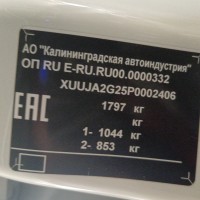 АО "Калининградская автоиндустрия"
ОП RU E-RU.RU00.0000332
XUUJA2G25P0002406
EAC
1797 кг
кг
1- 1044 кг
2- 853 кг